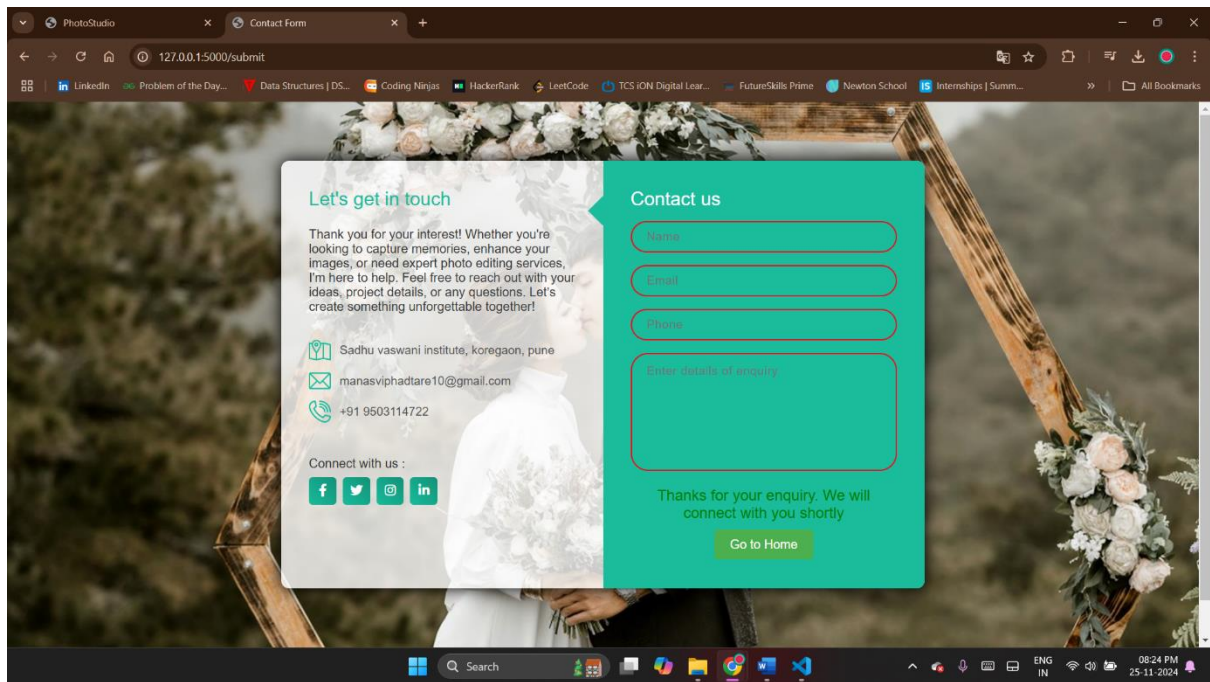 PhotoStudio
Contact Form
127.0.0.1:5000/submit
LinkedIn
Problem of the Day...
Data Structures | DS...
Coding Ninjas
HackerRank
LeetCode
TCS iON Digital Lear...
FutureSkills Prime
Newton School
Internships | Summ...
All Bookmarks
Let's get in touch
Thank you for your interest! Whether you're
looking to capture memories, enhance your
images, or need expert photo editing services,
I'm here to help. Feel free to reach out with your
ideas, project details, or any questions. Let's
create something unforgettable together!
Sadhu vaswani institute, koregaon, pune
manasviphadtare10@gmail.com
+91 9503114722
Connect with us :
Contact us
Name
Email
Phone
Enter details of enquiry
Thanks for your enquiry. We will
connect with you shortly
Go to Home
Search
ENG
IN
08:24 PM
25-11-2024